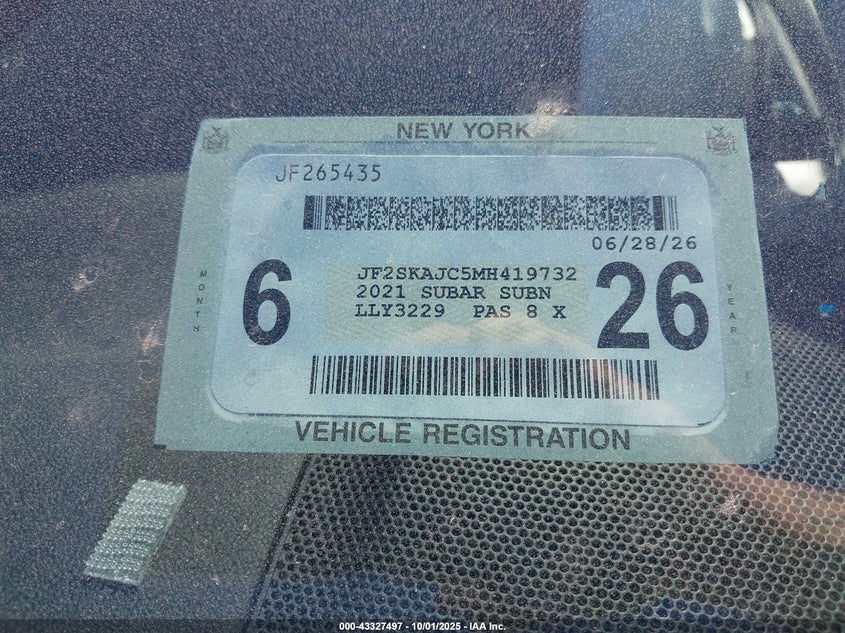 NEW YORK
JF265435
06/28/26
MONTH
6
JF2SKAJC5MH419732
2021 SUBAR SUBN
LLY3229 PAS 8 X
26
YEAR
VEHICLE REGISTRATION
000-43327497 - 10/01/2025 - IAA Inc.